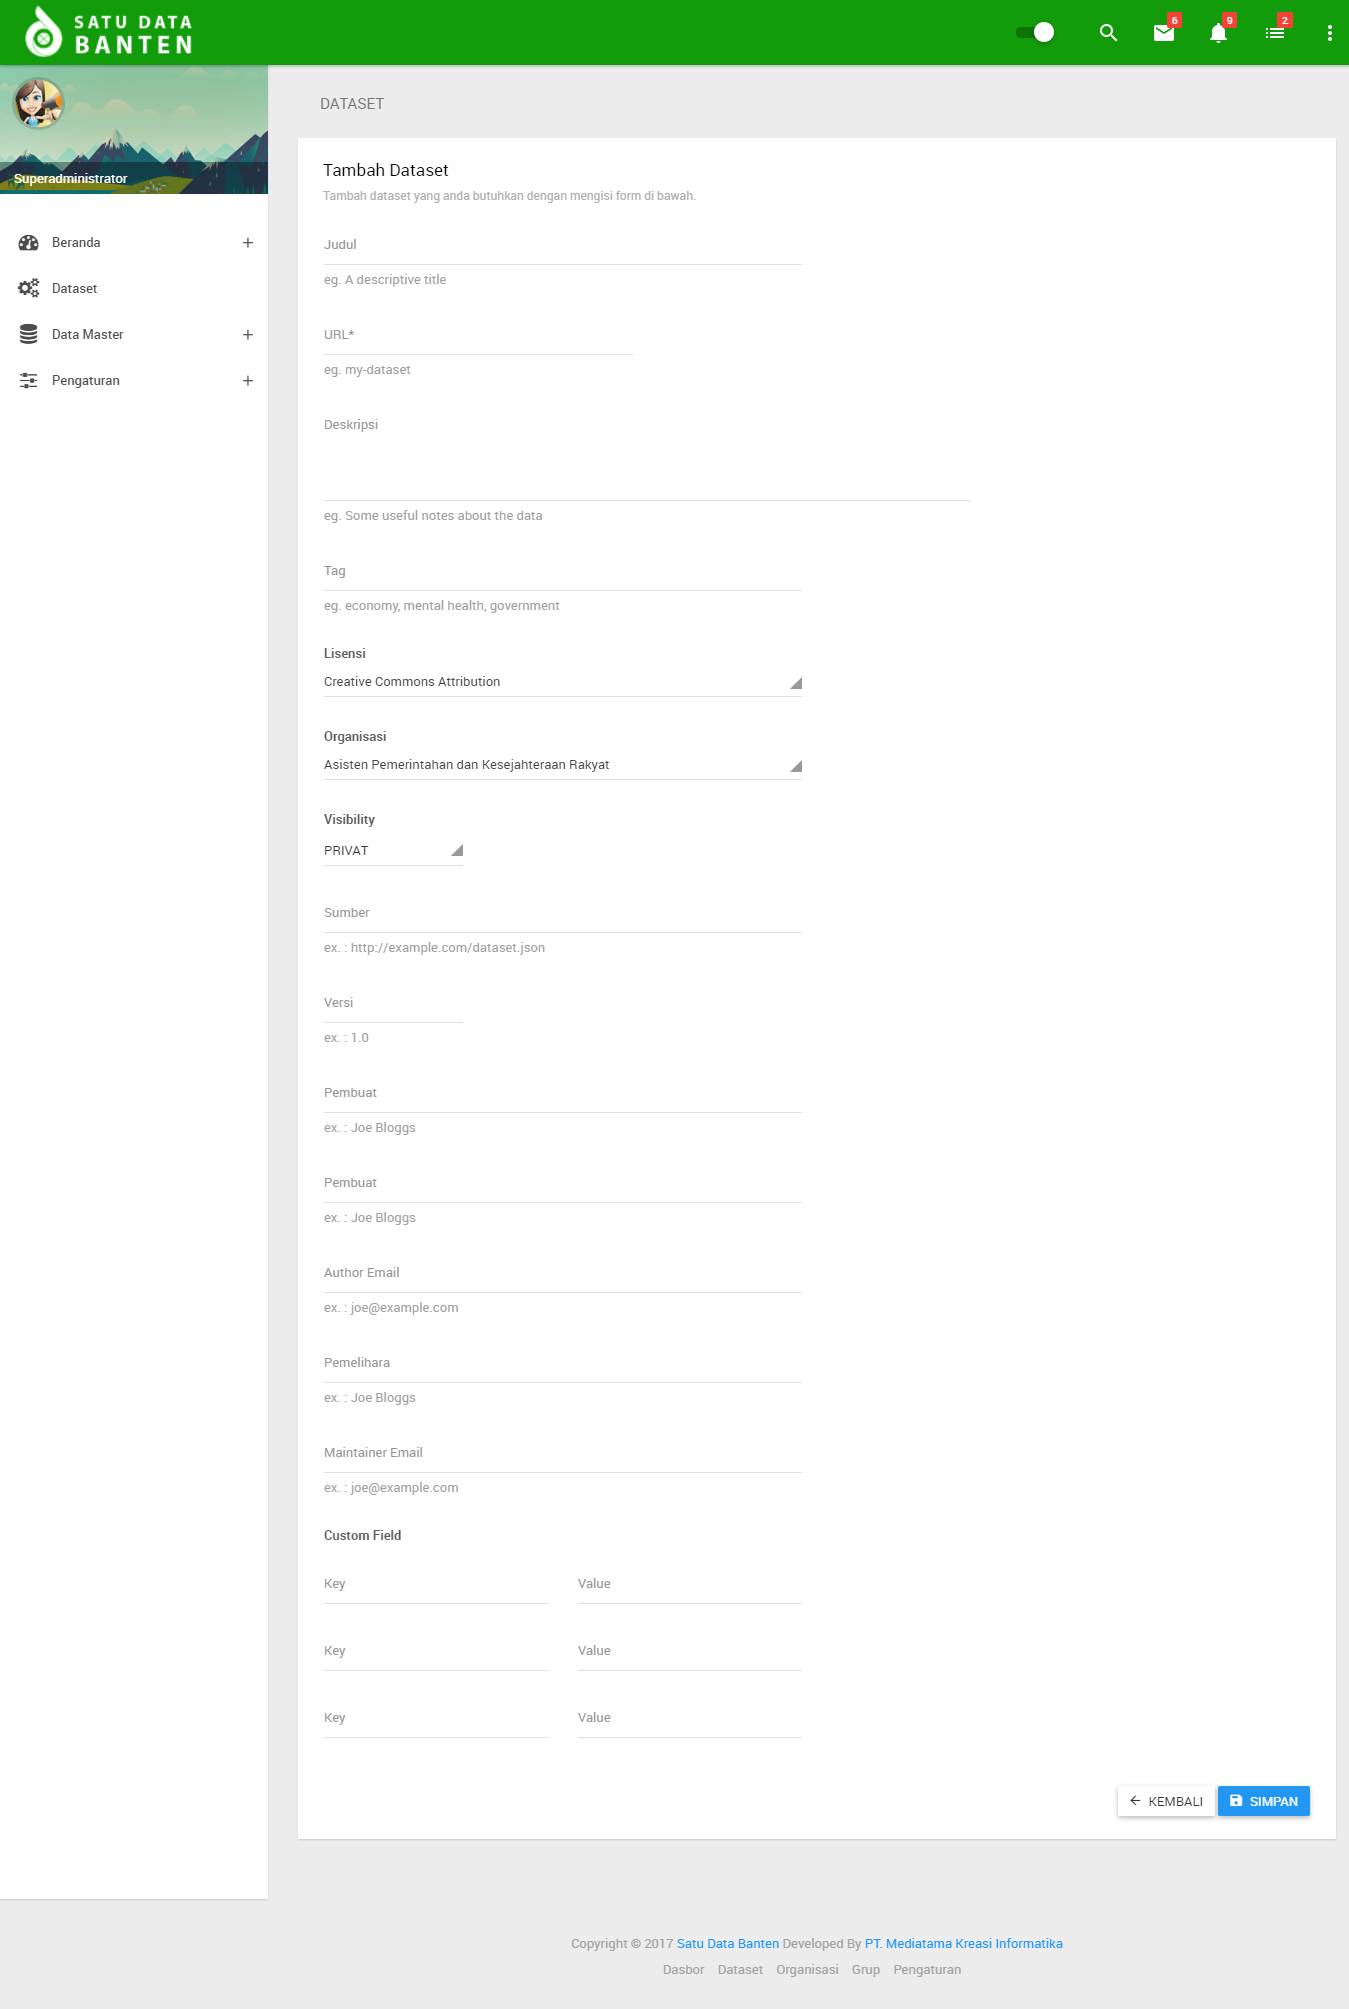 SATU DATA
BANTEN
6
9
2
Superadministrator
Beranda
Dataset
Data Master
Pengaturan
DATASET
Tambah Dataset
Tambah dataset yang anda butuhkan dengan mengisi form di bawah.
Judul
eg. A descriptive title
URL*
eg. my-dataset
Deskripsi
eg. Some useful notes about the data
Tag
eg. economy, mental health, government
Lisensi
Creative Commons Attribution
Organisasi
Asisten Pemerintahan dan Kesejahteraan Rakyat
Visibility
PRIVAT
Sumber
ex. : http://example.com/dataset.json
Versi
ex. : 1.0
Pembuat
ex. : Joe Bloggs
Pembuat
ex. : Joe Bloggs
Author Email
ex. : joe@example.com
Pemelihara
ex. : Joe Bloggs
Maintainer Email
ex. : joe@example.com
Custom Field
Key Value
Key Value
Key Value
KEMBALI SIMPAN
Copyright © 2017 Satu Data Banten Developed By PT. Mediatama Kreasi Informatika
Dasbor Dataset Organisasi Grup Pengaturan